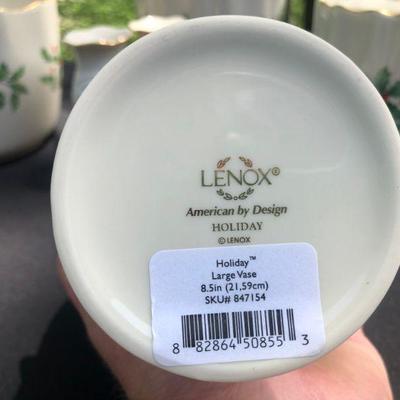 LENOX®
American by Design
HOLIDAY
© LENOX
Holiday™
Large Vase
8.5in (21,59cm)
SKU# 847154
8 82864 50855 3